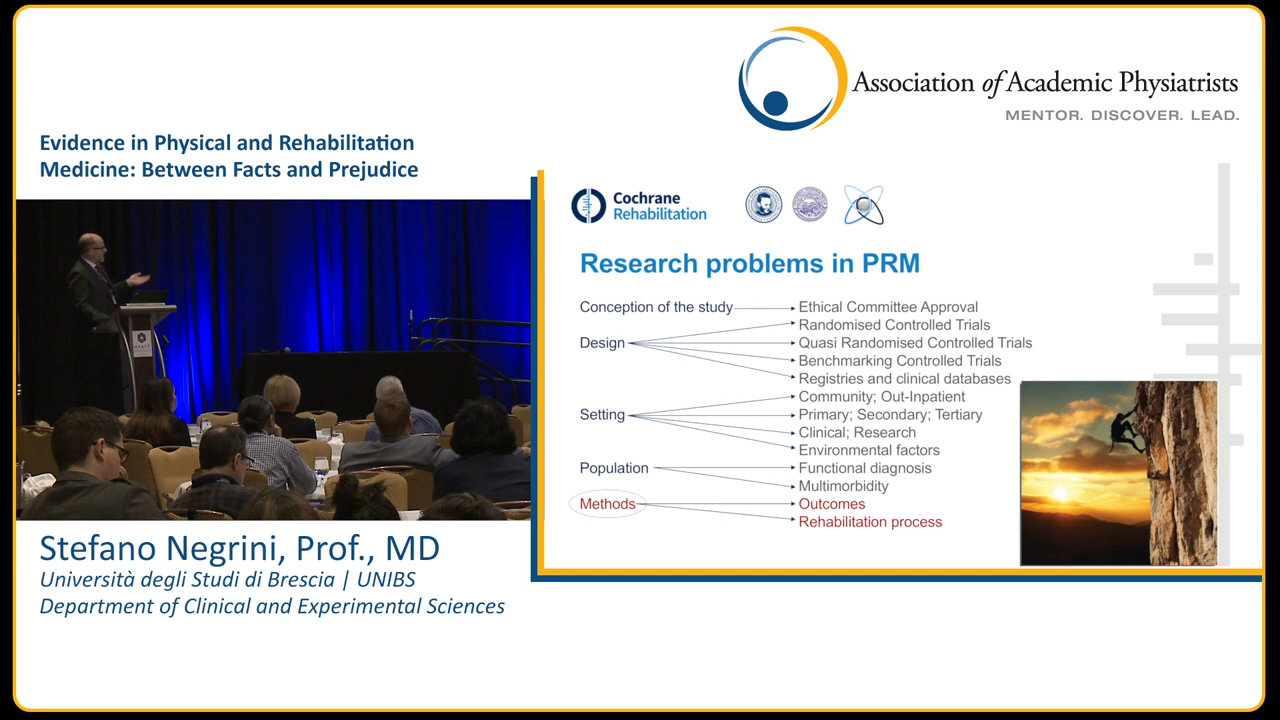 Association of Academic Physiatrists
MENTOR. DISCOVER. LEAD.
Evidence in Physical and Rehabilitation
Medicine: Between Facts and Prejudice
Cochrane
Rehabilitation
Research problems in PRM
Conception of the study
Ethical Committee Approval
Design
Randomised Controlled Trials
Quasi Randomised Controlled Trials
Benchmarking Controlled Trials
Registries and clinical databases
Setting
Community; Out-Inpatient
Primary; Secondary; Tertiary
Clinical; Research
Environmental factors
Population
Functional diagnosis
Multimorbidity
Methods
Outcomes
Rehabilitation process
HYATT
Stefano Negrini, Prof., MD
Università degli Studi di Brescia | UNIBS
Department of Clinical and Experimental Sciences